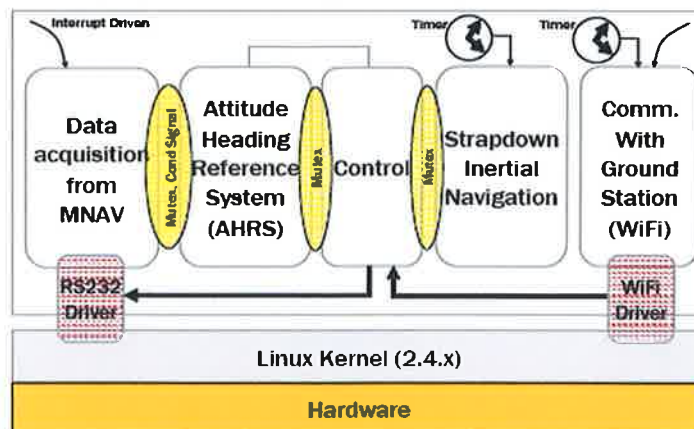 Interrupt Driven
Timer
Timer
Data
acquisition
from
MNAV
Mutex, Cond Signal
Attitude
Heading
Reference
System
(AHRS)
Mutex
Control
Mutex
Strapdown
Inertial
Navigation
Comm.
With
Ground
Station
(WiFi)
RS232
Driver
WiFi
Driver
Linux Kernel (2.4.x)
Hardware